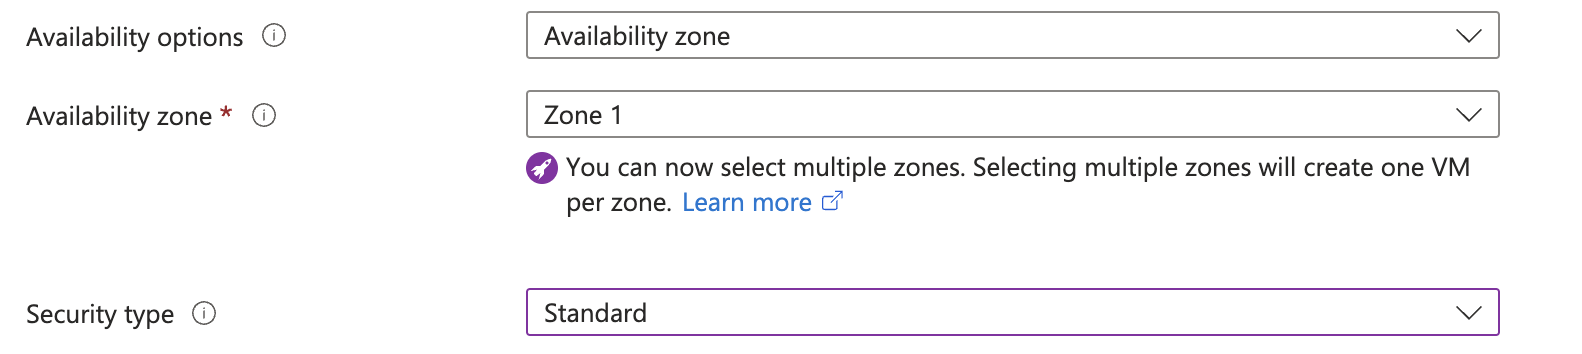 Availability options
Availability zone
Availability zone *
Zone 1
You can now select multiple zones. Selecting multiple zones will create one VM
per zone. Learn more
Security type
Standard